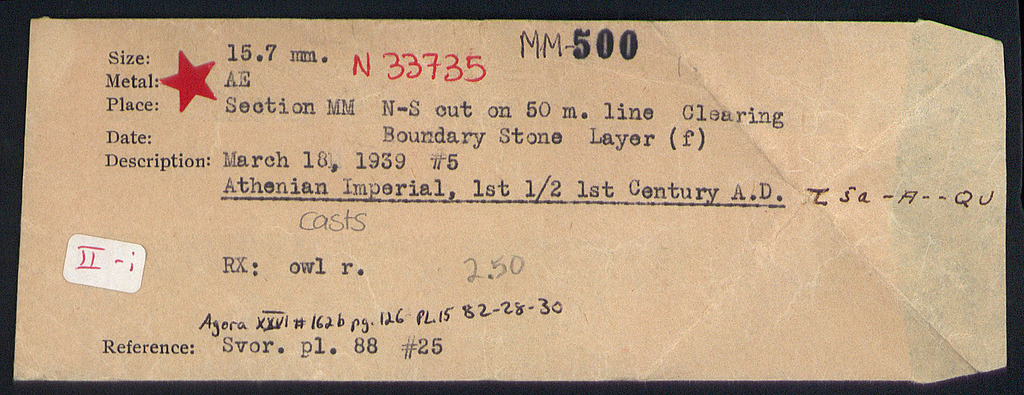 MM-500
Size: 15.7 mm.
N 33735
Metal: AE
Place: Section MM N-S cut on 50 m. line Clearing
Boundary Stone Layer (f)
Date:
Description: March 18, 1939 #5
Athenian Imperial, 1st 1/2 1st Century A.D. I 5a -A--QU
casts
II-i
RX: owl r. 2.50
Agora XXVI #162b pg. 126 PL.15 82-28-30
Reference: Svor. pl. 88 #25